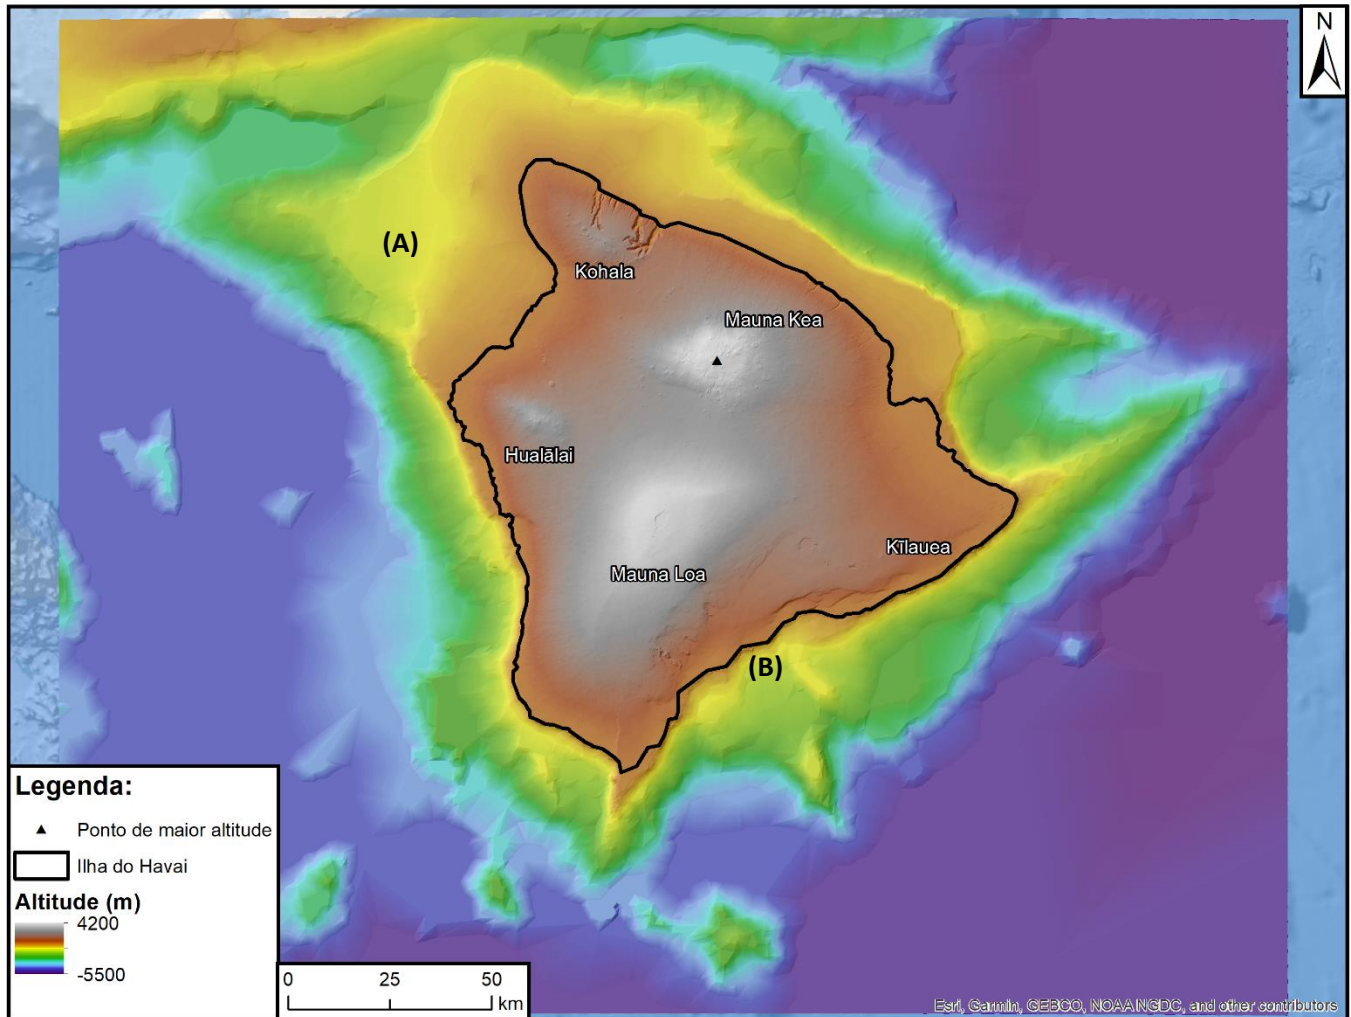 N
(A)
Kohala
Mauna Kea
Hualālai
Kīlauea
Mauna Loa
(B)
Legenda:
Ponto de maior altitude
Ilha do Havai
Altitude (m)
4200
-5500
0 25 50
km
Esri, Garmin, GEBCO, NOAA NGDC, and other contributors